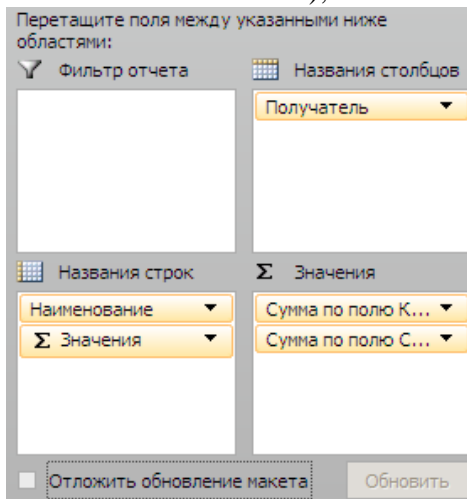 Перетащите поля между указанными ниже
областями:
Фильтр отчета
Названия столбцов
Получатель
Названия строк
Σ Значения
Наименование
Σ Значения
Сумма по полю К...
Сумма по полю С...
Отложить обновление макета
Обновить